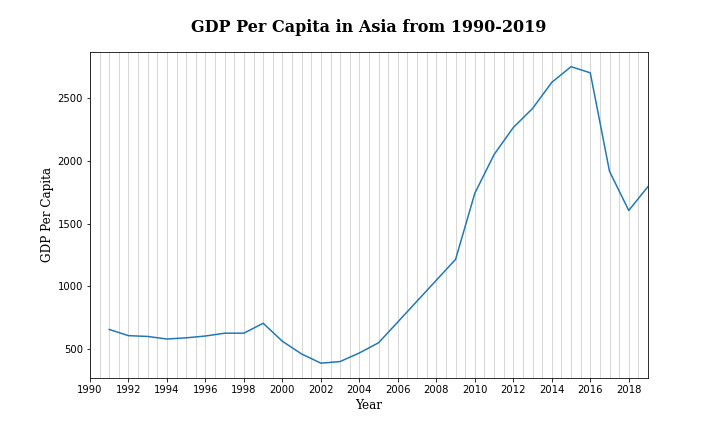 GDP Per Capita in Asia from 1990-2019
GDP Per Capita
2500
2000
1500
1000
500
1990 1992 1994 1996 1998 2000 2002 2004 2006 2008 2010 2012 2014 2016 2018
Year